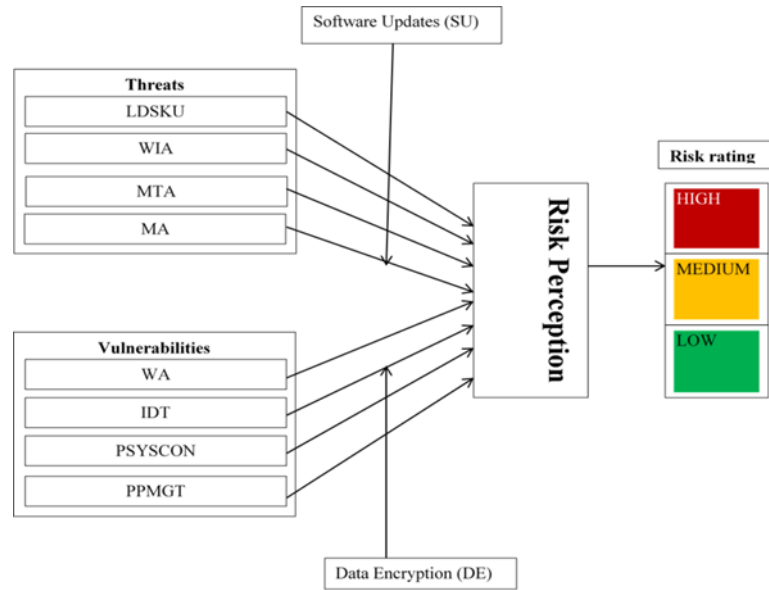 Software Updates (SU)
Threats
LDSKU
WIA
MTA
MA
Vulnerabilities
WA
IDT
PSYSCON
PPMGT
Data Encryption (DE)
Risk Perception
Risk rating
HIGH
MEDIUM
LOW